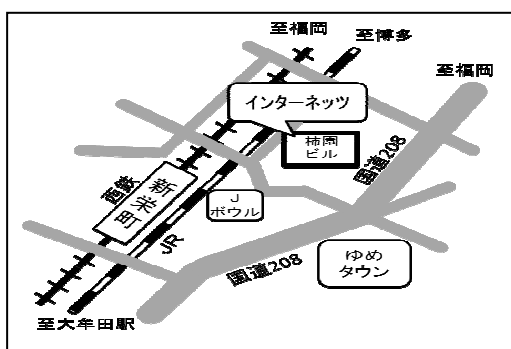 至福岡
至博多
至福岡
インターネッツ
柿園
ビル
国道208
西鉄
新栄町
J
ボウル
JR
国道208
ゆめ
タウン
至大牟田駅